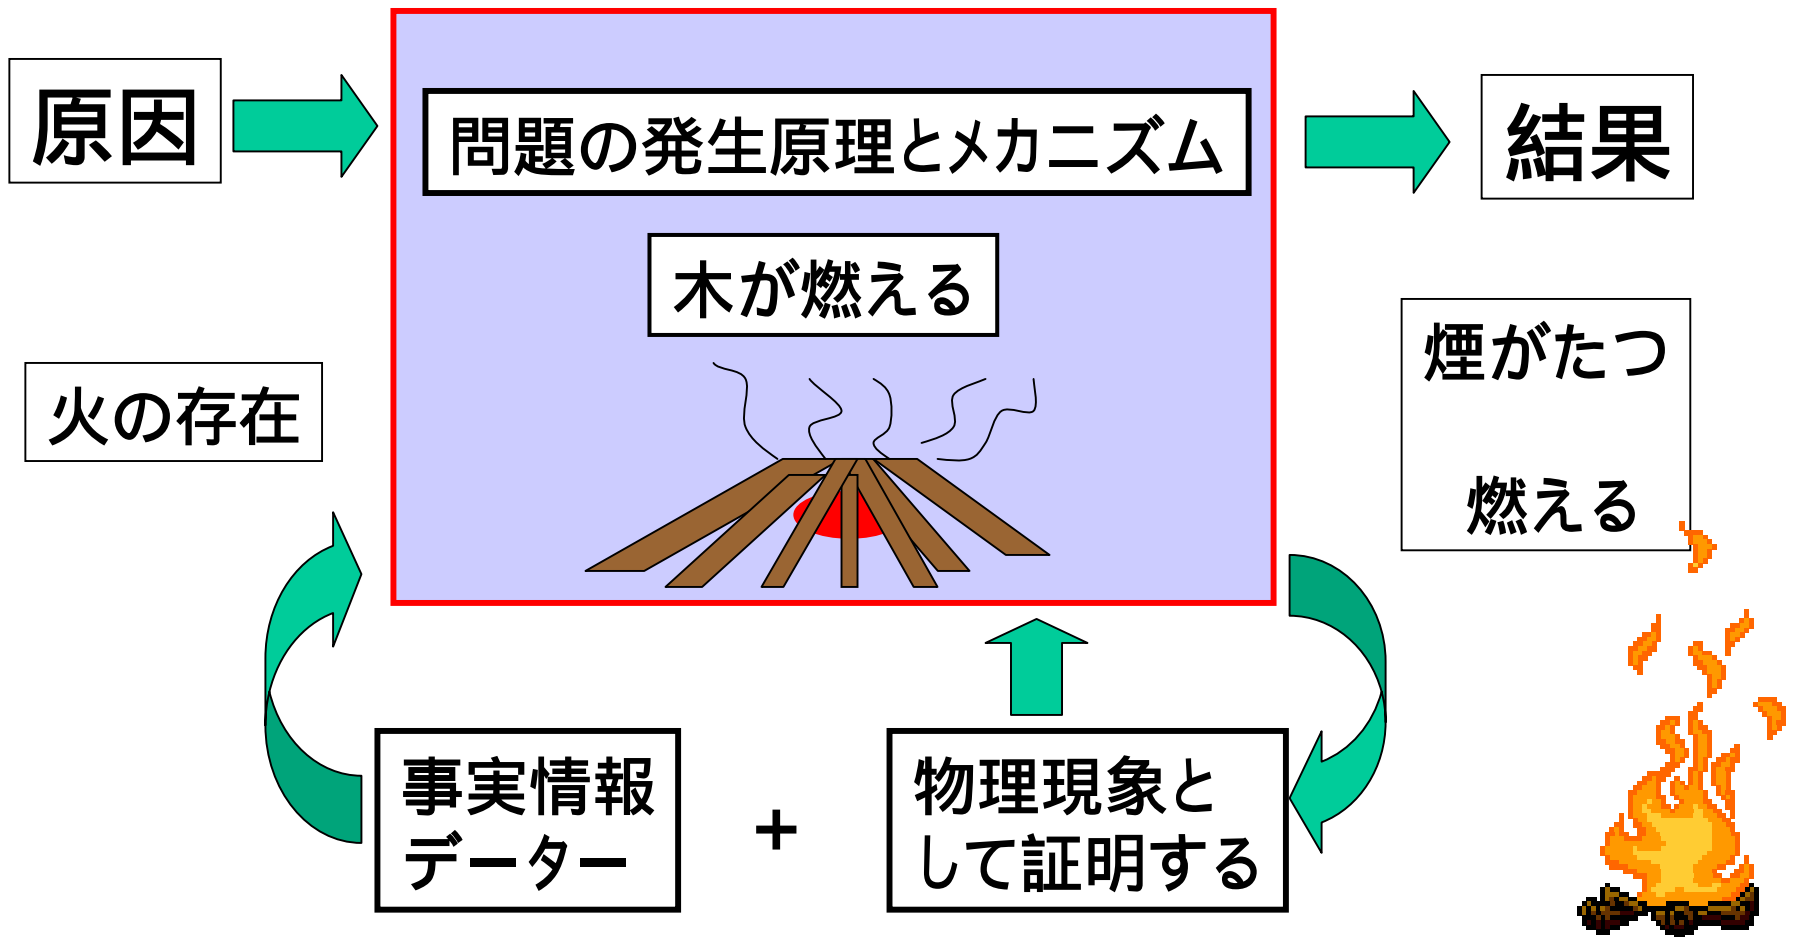 原因
問題の発生原理とメカニズム
結果
木が燃える
火の存在
煙がたつ
燃える
事実情報
データー
+
物理現象と
して証明する